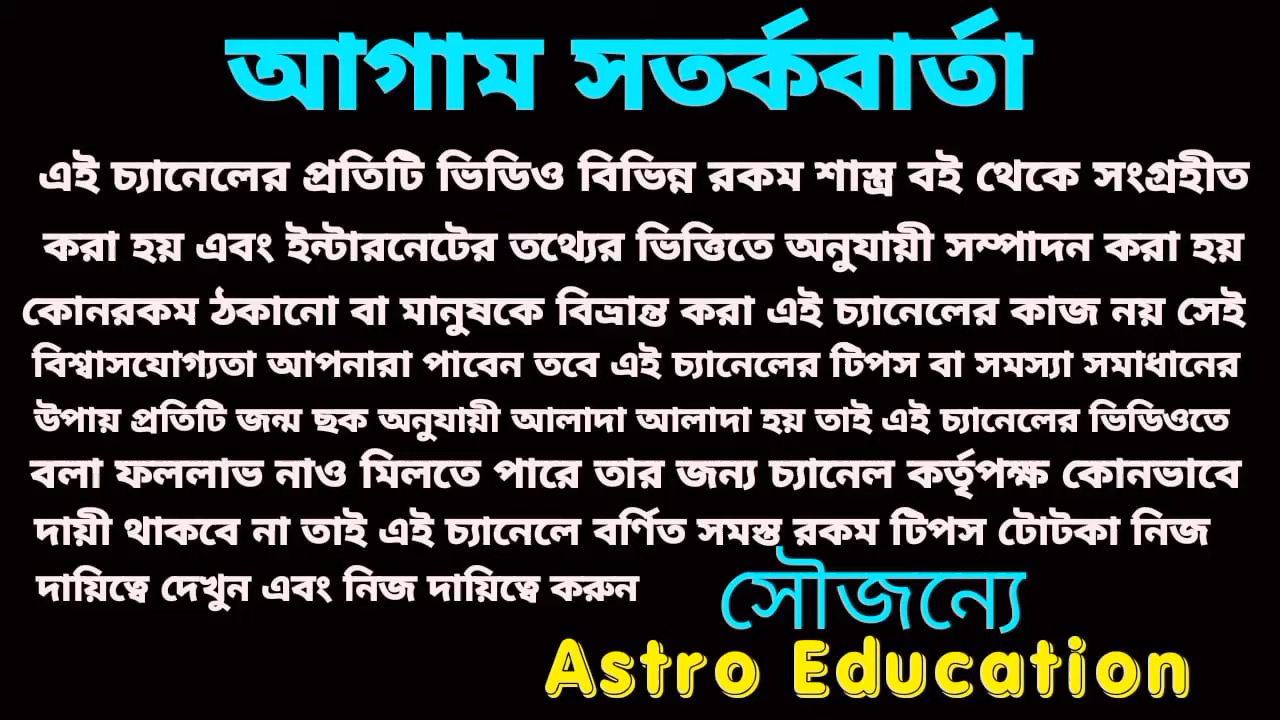 আগাম সতর্কবার্তা
এই চ্যানেলের প্রতিটি ভিডিও বিভিন্ন রকম শাস্ত্র বই থেকে সংগ্রহীত
করা হয় এবং ইন্টারনেটের তথ্যের ভিত্তিতে অনুযায়ী সম্পাদন করা হয়
কোনরকম ঠকানো বা মানুষকে বিভ্রান্ত করা এই চ্যানেলের কাজ নয় সেই
বিশ্বাসযোগ্যতা আপনারা পাবেন তবে এই চ্যানেলের টিপস বা সমস্যা সমাধানের
উপায় প্রতিটি জন্ম ছক অনুযায়ী আলাদা আলাদা হয় তাই এই চ্যানেলের ভিডিওতে
বলা ফললাভ নাও মিলতে পারে তার জন্য চ্যানেল কর্তৃপক্ষ কোনভাবে
দায়ী থাকবে না তাই এই চ্যানেলে বর্ণিত সমস্ত রকম টিপস টোটকা নিজ
দায়িত্বে দেখুন এবং নিজ দায়িত্বে করুন
সৌজন্যে
Astro Education